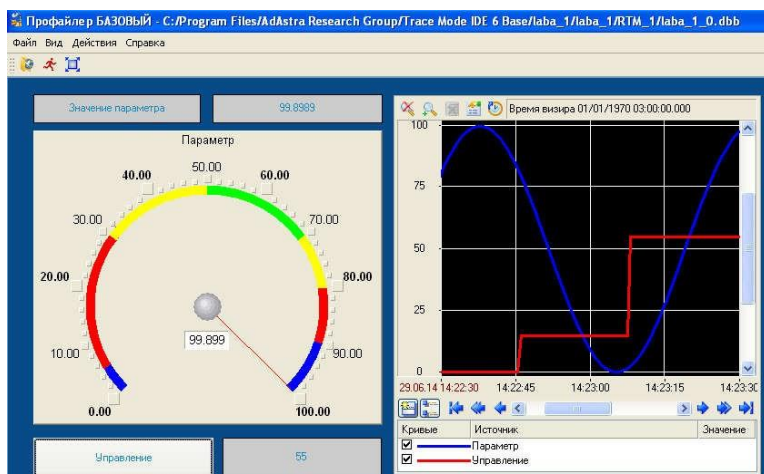 Профайлер БАЗОВЫЙ - C:/Program Files/AdAstra Research Group/Trace Mode IDE 6 Base/laba_1/laba_1/RTM_1/laba_1_0.dbb
Файл Вид Действия Справка
Значение параметра
99.8989
Параметр
0.00
10.00
20.00
30.00
40.00
50.00
60.00
70.00
80.00
90.00
100.00
99.899
Управление
55
Время визира 01/01/1970 03:00:00.000
100
75
50
25
0
29.06.14 14:22:30 14:22:45 14:23:00 14:23:15 14:23:30
Кривые Источник Значение
Параметр
Управление